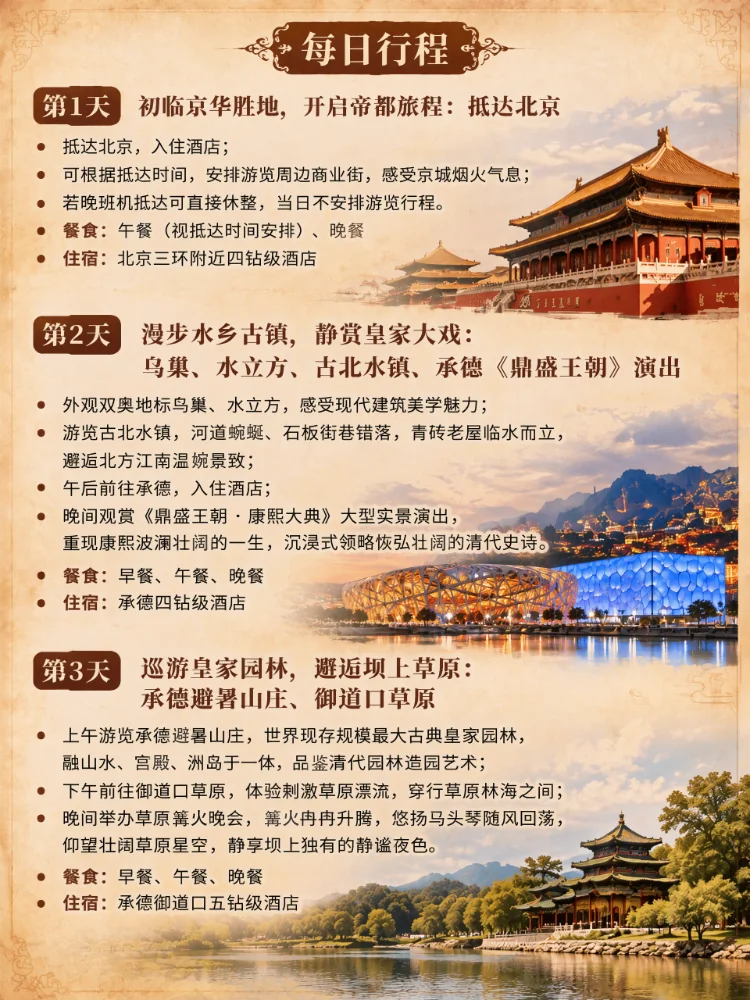 每日行程
第1天 初临京华胜地，开启帝都旅程：抵达北京
• 抵达北京，入住酒店；
• 可根据抵达时间，安排游览周边商业街，感受京城烟火气息；
• 若晚班机抵达可直接休整，当日不安排游览行程。
• 餐食：午餐（视抵达时间安排）、晚餐
• 住宿：北京三环附近四钻级酒店
第2天 漫步水乡古镇，静赏皇家大戏：
鸟巢、水立方、古北水镇、承德《鼎盛王朝》演出
• 外观双奥地标鸟巢、水立方，感受现代建筑美学魅力；
• 游览古北水镇，河道蜿蜒、石板街巷错落，青砖老屋临水而立，
邂逅北方江南温婉景致；
• 午后前往承德，入住酒店；
• 晚间观赏《鼎盛王朝·康熙大典》大型实景演出，
重现康熙波澜壮阔的一生，沉浸式领略恢弘壮阔的清代史诗。
• 餐食：早餐、午餐、晚餐
• 住宿：承德四钻级酒店
第3天 巡游皇家园林，邂逅坝上草原：
承德避暑山庄、御道口草原
• 上午游览承德避暑山庄，世界现存规模最大古典皇家园林，
融山水、宫殿、洲岛于一体，品鉴清代园林造园艺术；
• 下午前往御道口草原，体验刺激草原漂流，穿行草原林海之间；
• 晚间举办草原篝火晚会，篝火冉冉升腾，悠扬马头琴随风回荡，
仰望壮阔草原星空，静享坝上独有的静谧夜色。
• 餐食：早餐、午餐、晚餐
• 住宿：承德御道口五钻级酒店